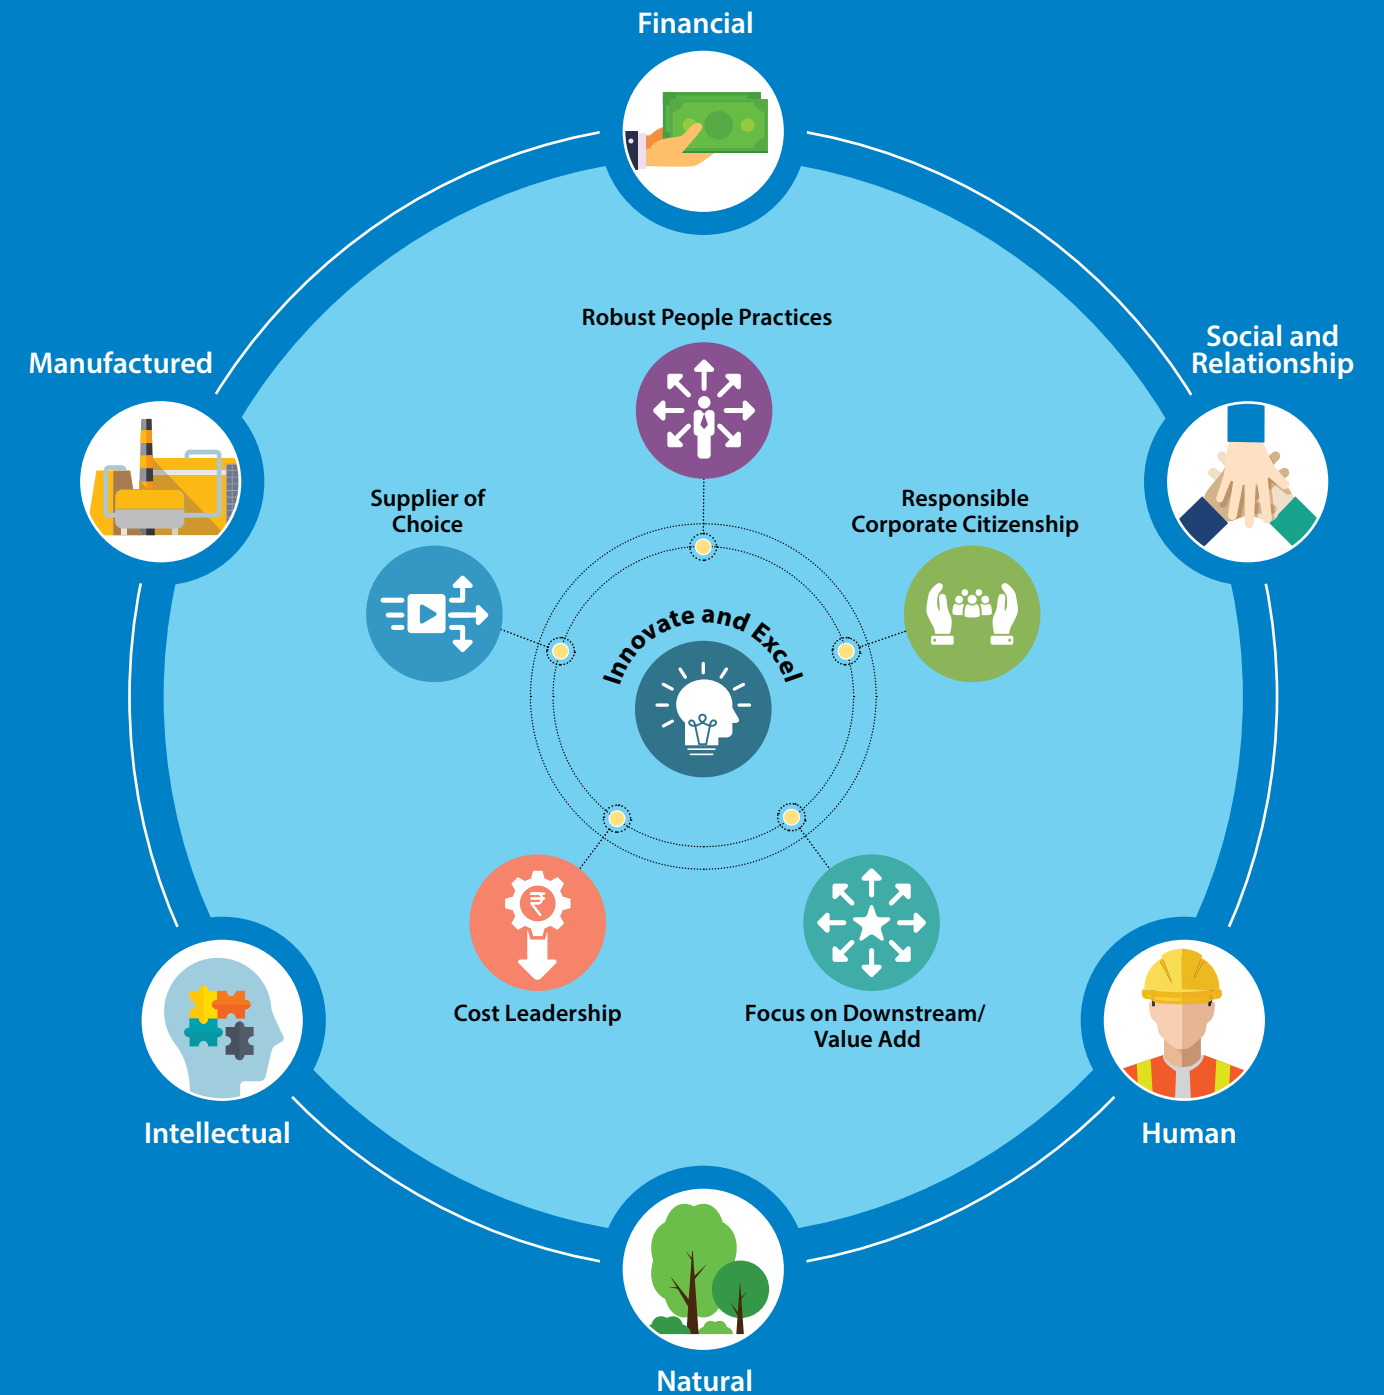 Financial
Robust People Practices
Social and
Relationship
Manufactured
Supplier of
Choice
Responsible
Corporate Citizenship
Innovate and Excel
₹
Cost Leadership
Focus on Downstream/
Value Add
Intellectual
Human
Natural